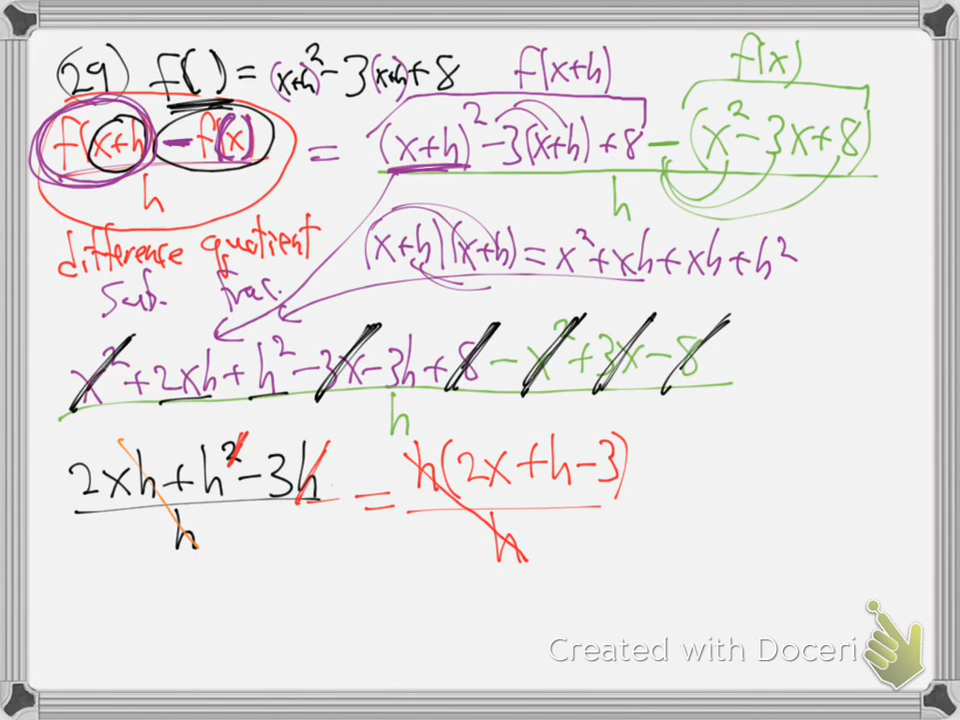 (29) f( ) = (x+h)² - 3(x+h) + 8
f(x+h) f(x)
f(x+h) - f(x) = (x+h)² - 3(x+h) + 8 - (x² - 3x + 8)
h h
difference quotient
(x+h)(x+h) = x² + xh + xh + h²
Sub. frac.
x² + 2xh + h² - 3x - 3h + 8 - x² + 3x - 8
h
2xh + h² - 3h = h(2x + h - 3)
h h
Created with Doceri